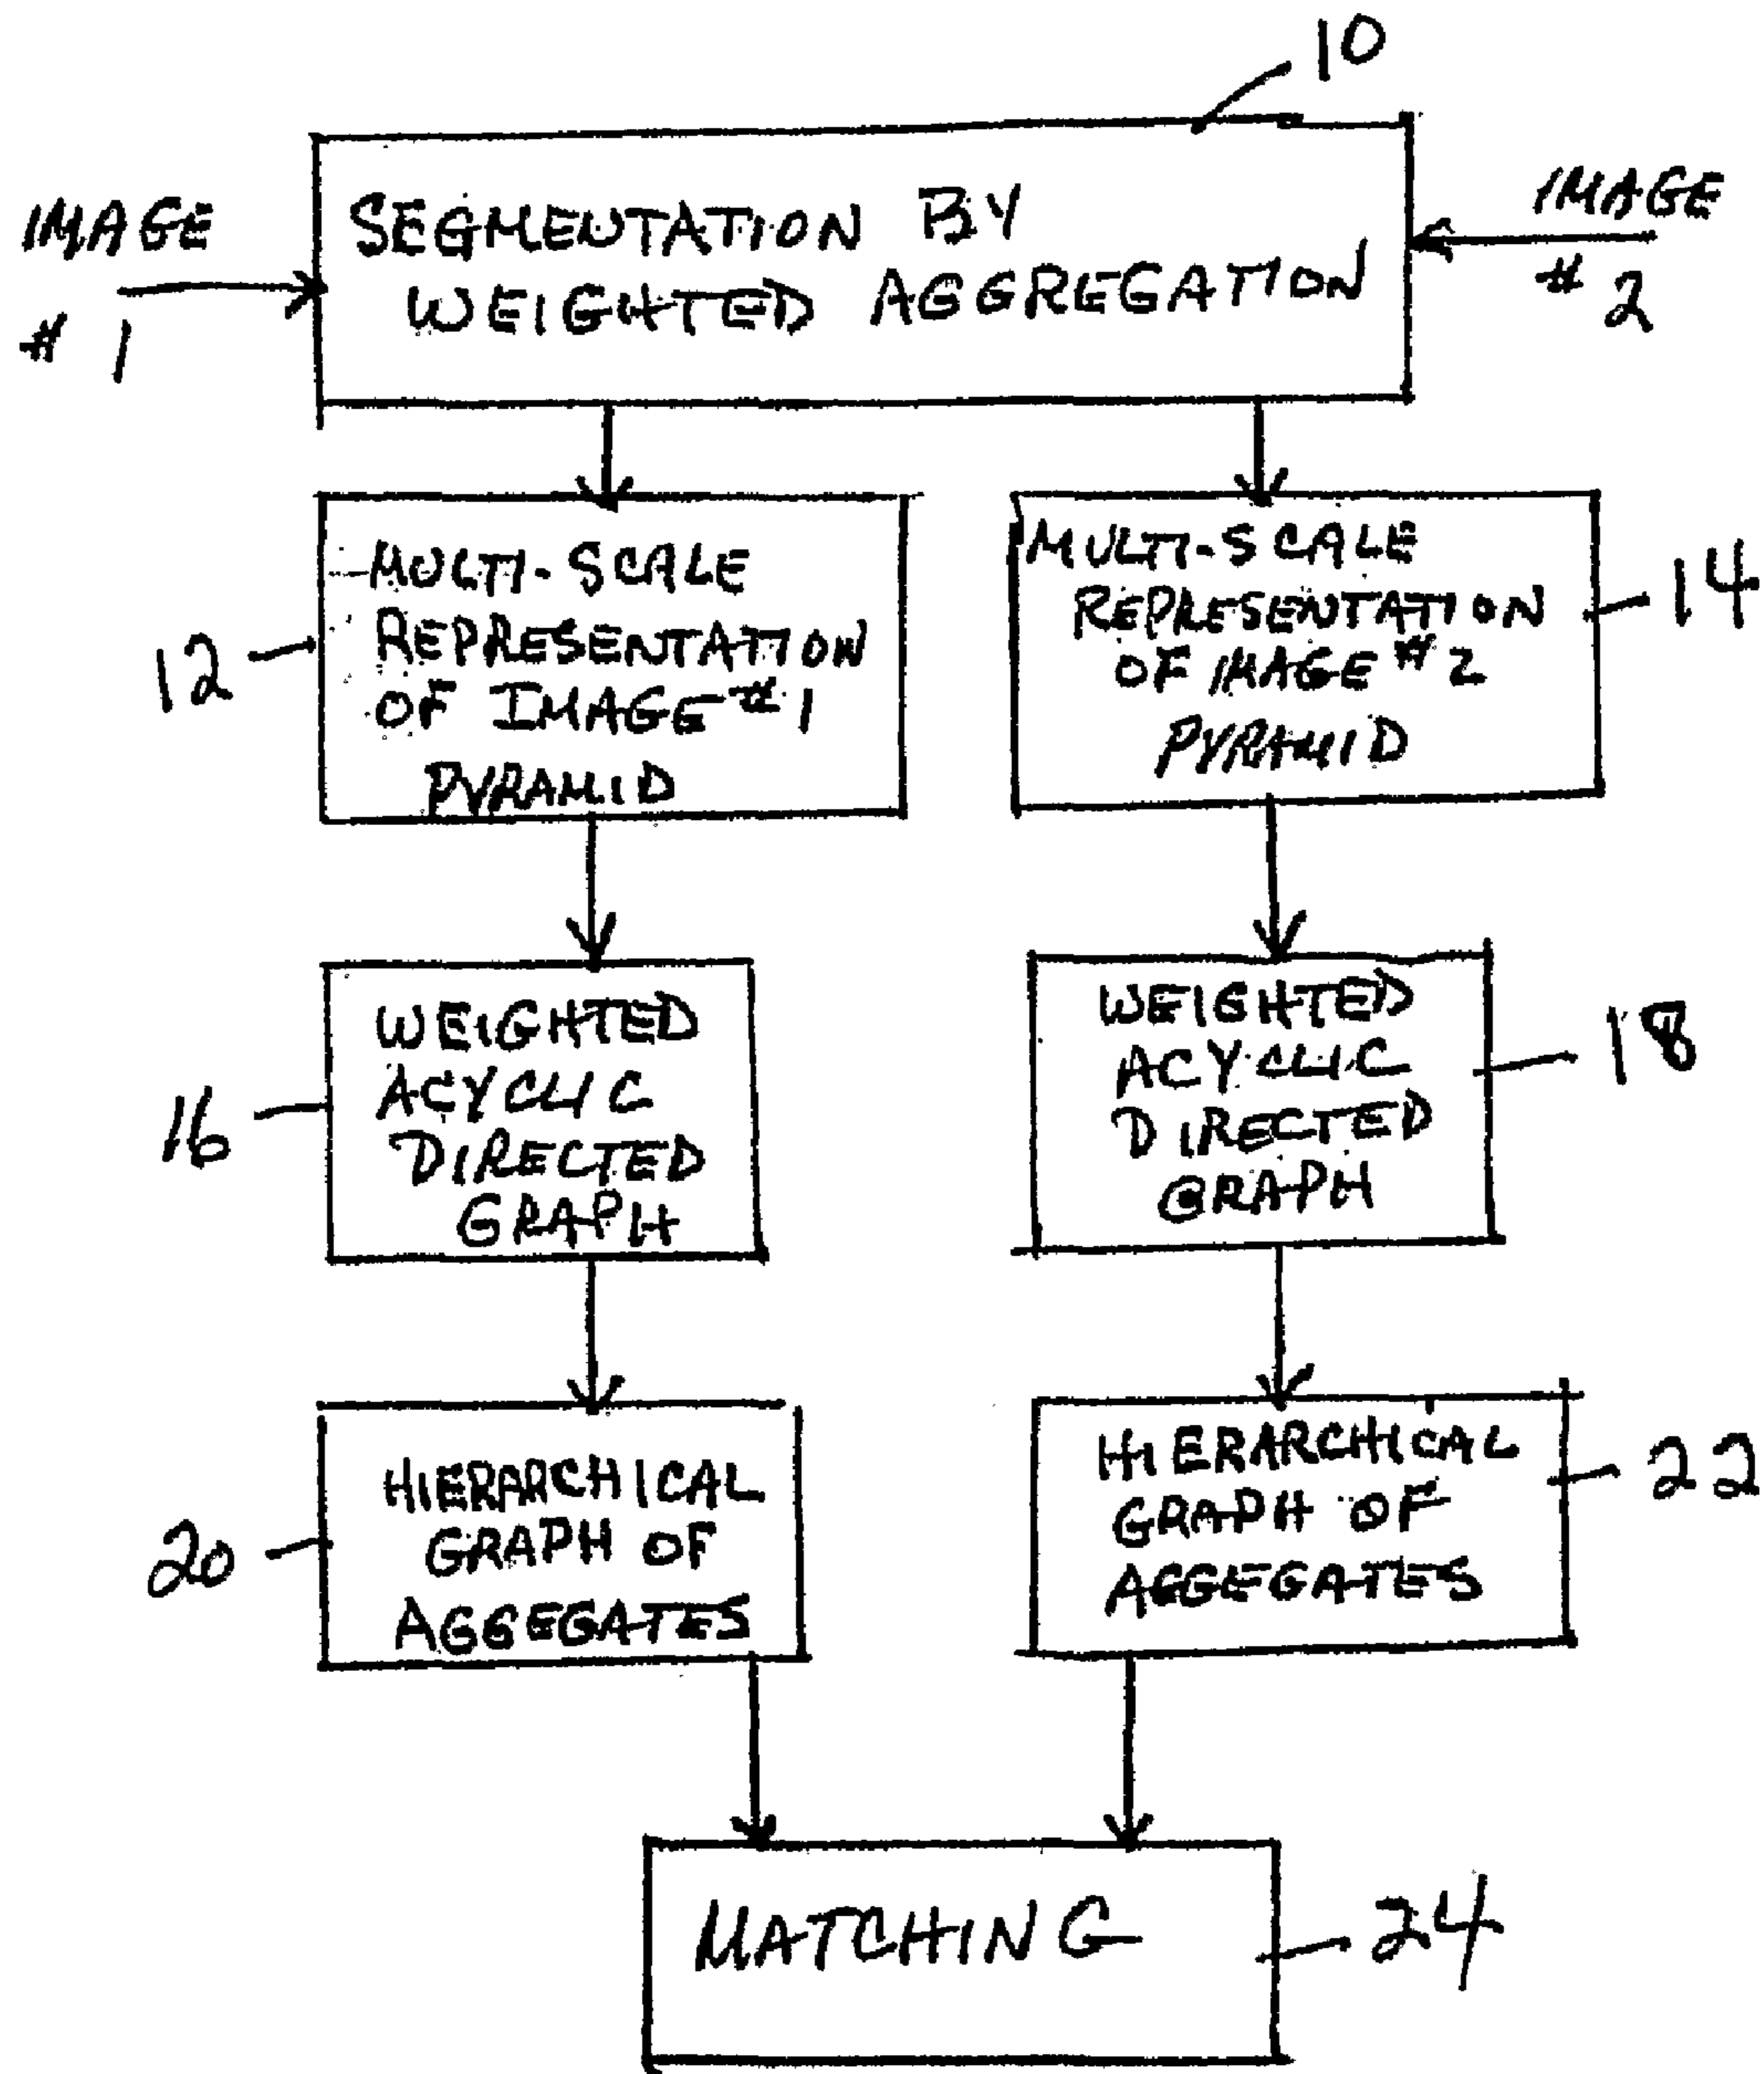 10
IMAGE
# 1
SEGMENTATION BY
WEIGHTED AGGREGATION
IMAGE
# 2
12
MULTI-SCALE
REPRESENTATION
OF IMAGE #1
PYRAMID
MULTI-SCALE
REPRESENTATION
OF IMAGE #2
PYRAMID
14
16
WEIGHTED
ACYCLIC
DIRECTED
GRAPH
WEIGHTED
ACYCLIC
DIRECTED
GRAPH
18
20
HIERARCHICAL
GRAPH OF
AGGEGATES
HIERARCHICAL
GRAPH OF
AGGEGATES
22
MATCHING
24